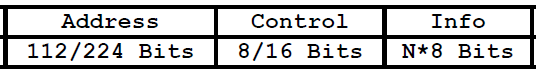 Address Control Info
112/224 Bits 8/16 Bits N*8 Bits